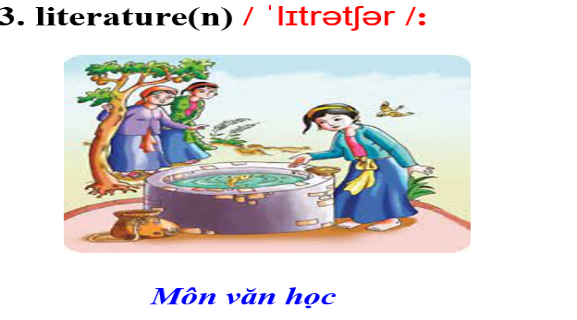 3. literature(n) / ˈlɪtrətʃər /:
Môn văn học